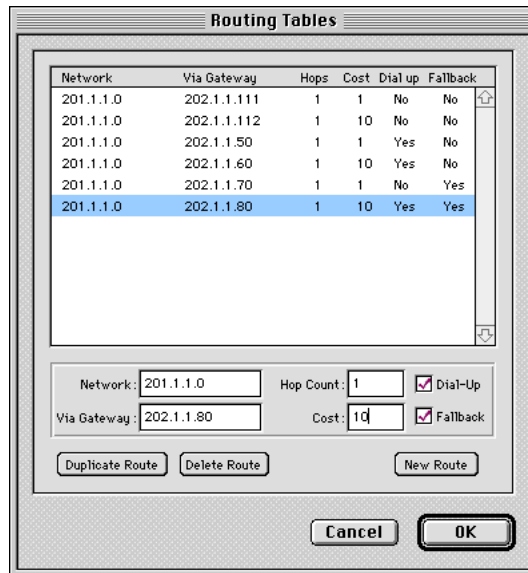 Routing Tables
Network Via Gateway Hops Cost Dial up Fallback
201.1.1.0 202.1.1.111 1 1 No No
201.1.1.0 202.1.1.112 1 10 No No
201.1.1.0 202.1.1.50 1 1 Yes No
201.1.1.0 202.1.1.60 1 10 Yes No
201.1.1.0 202.1.1.70 1 1 No Yes
201.1.1.0 202.1.1.80 1 10 Yes Yes
Network: 201.1.1.0 Hop Count: 1 Dial-Up
Via Gateway: 202.1.1.80 Cost: 10 Fallback
Duplicate Route Delete Route New Route
Cancel OK